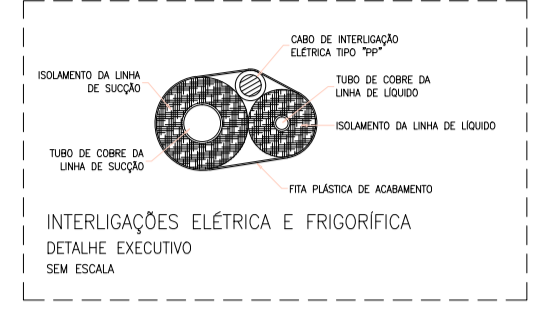 CABO DE INTERLIGAÇÃO
ELÉTRICA TIPO "PP"
ISOLAMENTO DA LINHA
DE SUCÇÃO
TUBO DE COBRE DA
LINHA DE LÍQUIDO
ISOLAMENTO DA LINHA DE LÍQUIDO
TUBO DE COBRE DA
LINHA DE SUCÇÃO
FITA PLÁSTICA DE ACABAMENTO
INTERLIGAÇÕES ELÉTRICA E FRIGORÍFICA
DETALHE EXECUTIVO
SEM ESCALA